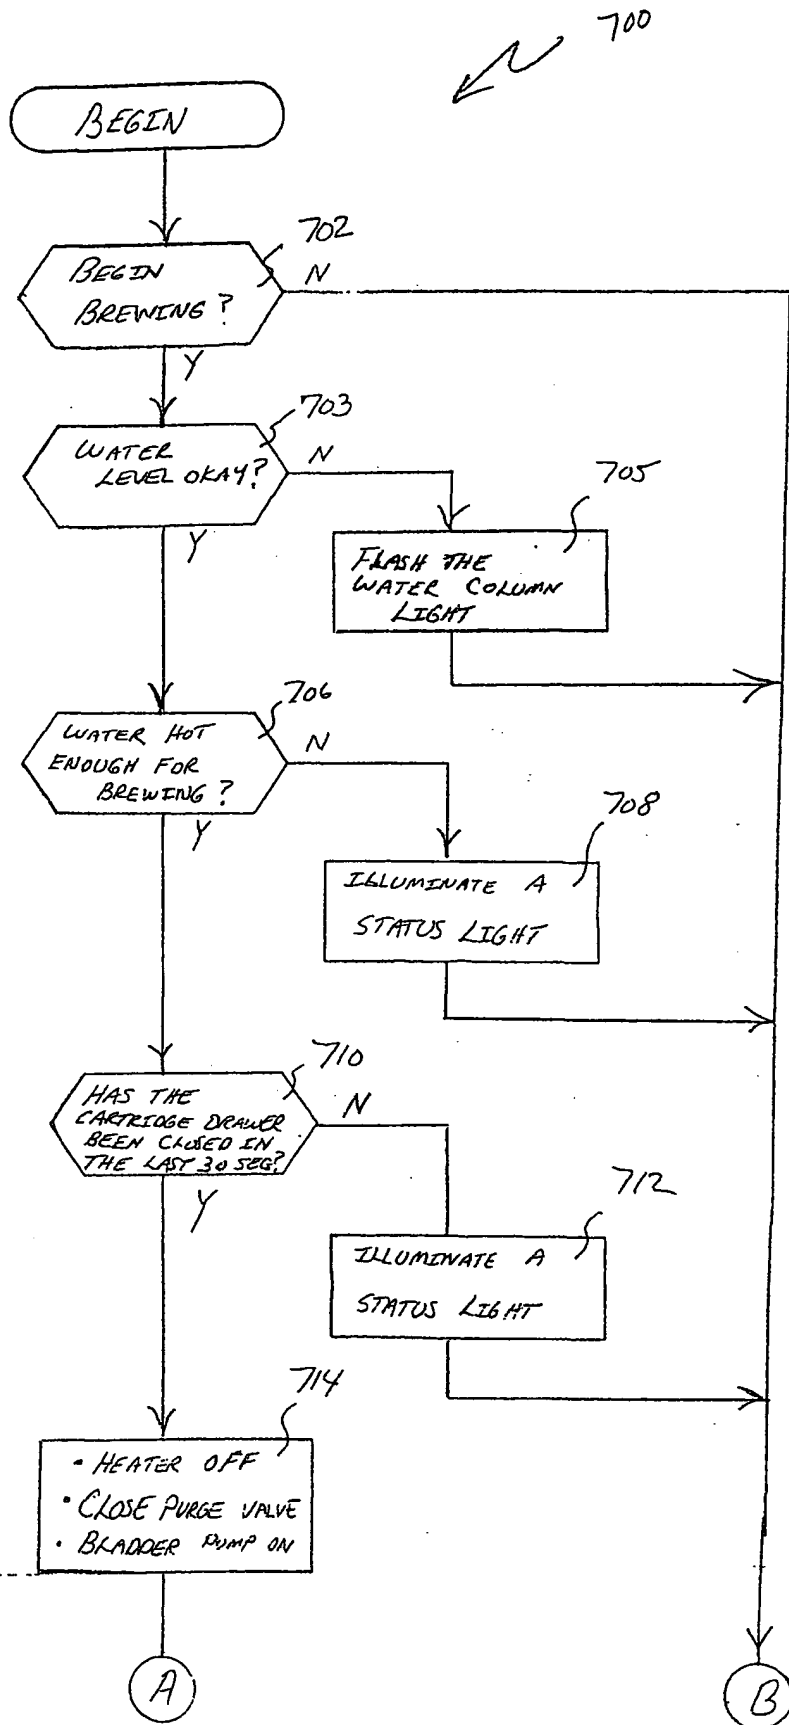 700
BEGIN
702
BEGIN
BREWING?
N
Y
703
WATER
LEVEL OKAY?
N
Y
705
FLASH THE
WATER COLUMN
LIGHT
706
WATER HOT
ENOUGH FOR
BREWING?
N
Y
708
ILLUMINATE A
STATUS LIGHT
710
HAS THE
CARTRIDGE DRAWER
BEEN CLOSED IN
THE LAST 30 SEC?
N
Y
712
ILLUMINATE A
STATUS LIGHT
714
• HEATER OFF
• CLOSE PURGE VALVE
• BLADDER PUMP ON
A
B